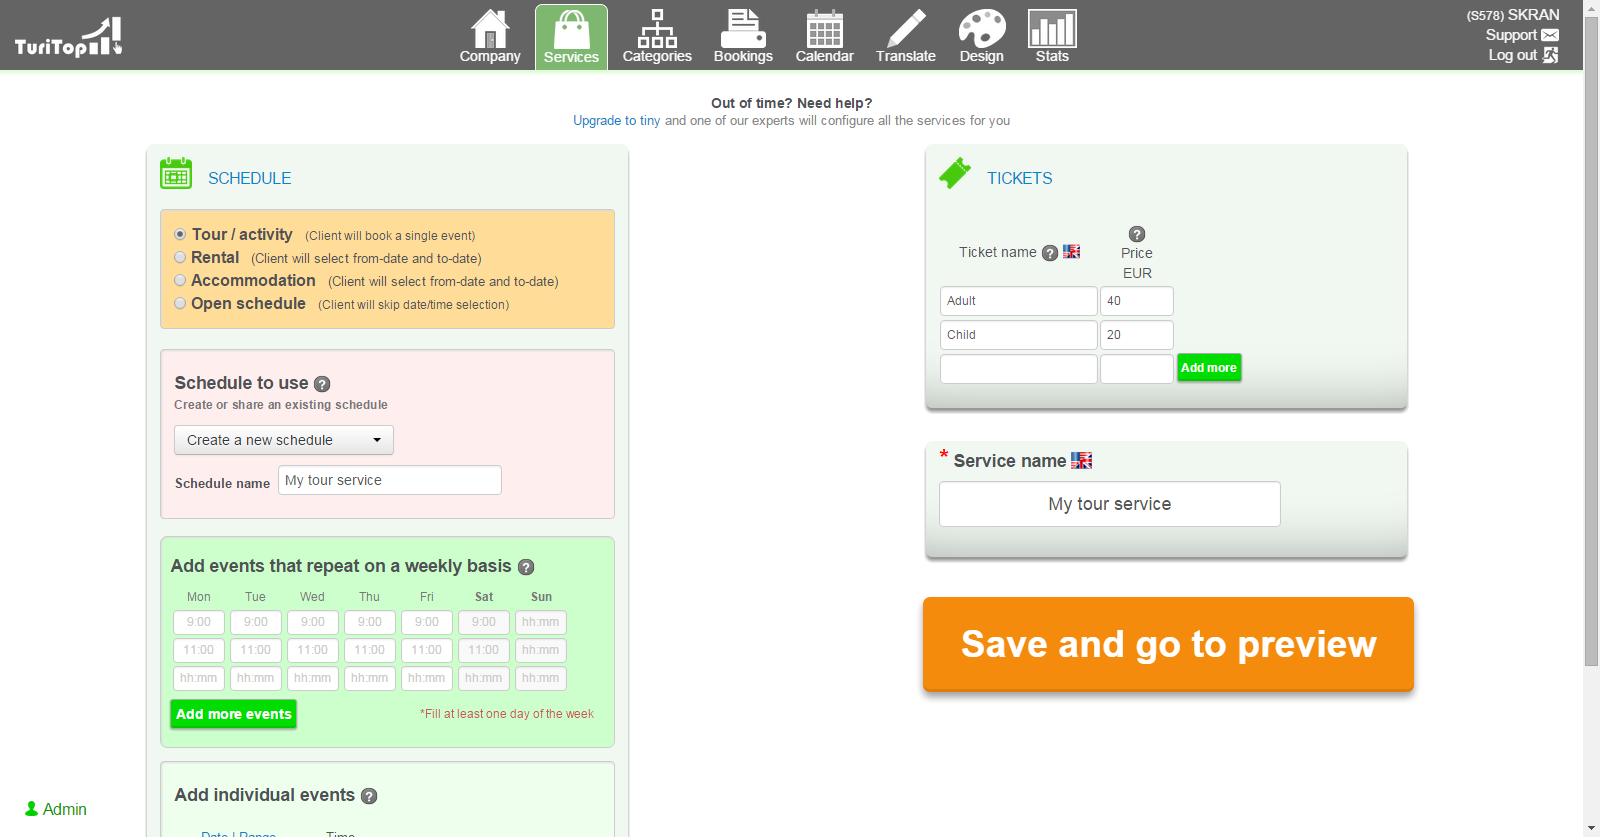 TuriTop
Company
Services
Categories
Bookings
Calendar
Translate
Design
Stats
(S578) SKRAN
Support
Log out
Out of time? Need help?
Upgrade to tiny and one of our experts will configure all the services for you
SCHEDULE
Tour / activity (Client will book a single event)
Rental (Client will select from-date and to-date)
Accommodation (Client will select from-date and to-date)
Open schedule (Client will skip date/time selection)
Schedule to use ?
Create or share an existing schedule
Create a new schedule
Schedule name My tour service
Add events that repeat on a weekly basis ?
Mon Tue Wed Thu Fri Sat Sun
9:00 9:00 9:00 9:00 9:00 9:00 hh:mm
11:00 11:00 11:00 11:00 11:00 11:00 hh:mm
hh:mm hh:mm hh:mm hh:mm hh:mm hh:mm hh:mm
Add more events *Fill at least one day of the week
Add individual events ?
Date | Range Time
TICKETS
Ticket name ?
?
Price
EUR
Adult 40
Child 20
Add more
* Service name
My tour service
Save and go to preview
Admin